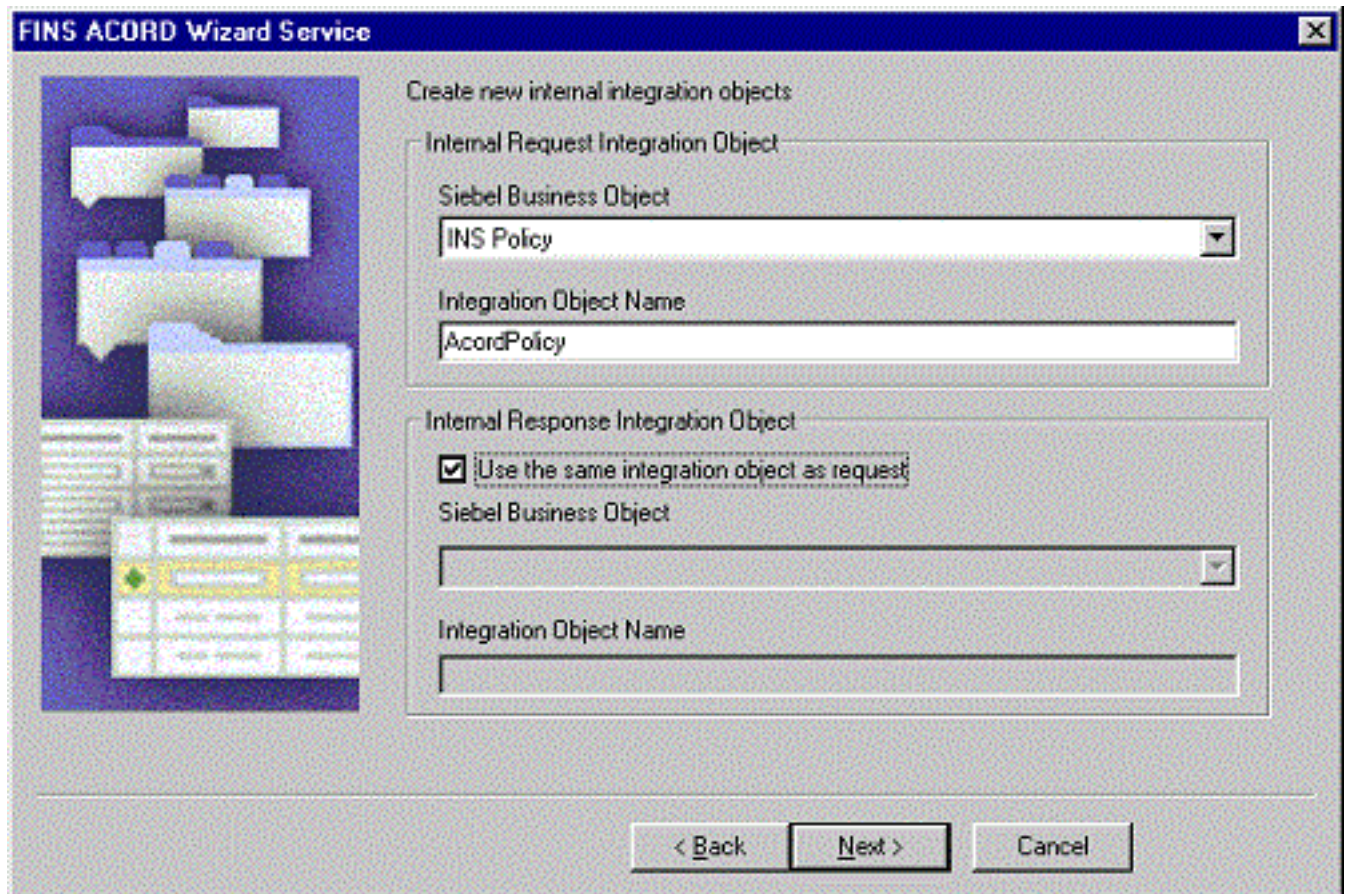 FINS ACORD Wizard Service
Create new internal integration objects
Internal Request Integration Object
Siebel Business Object
INS Policy
Integration Object Name
AcordPolicy
Internal Response Integration Object
Use the same integration object as request
Siebel Business Object
Integration Object Name
< Back Next > Cancel